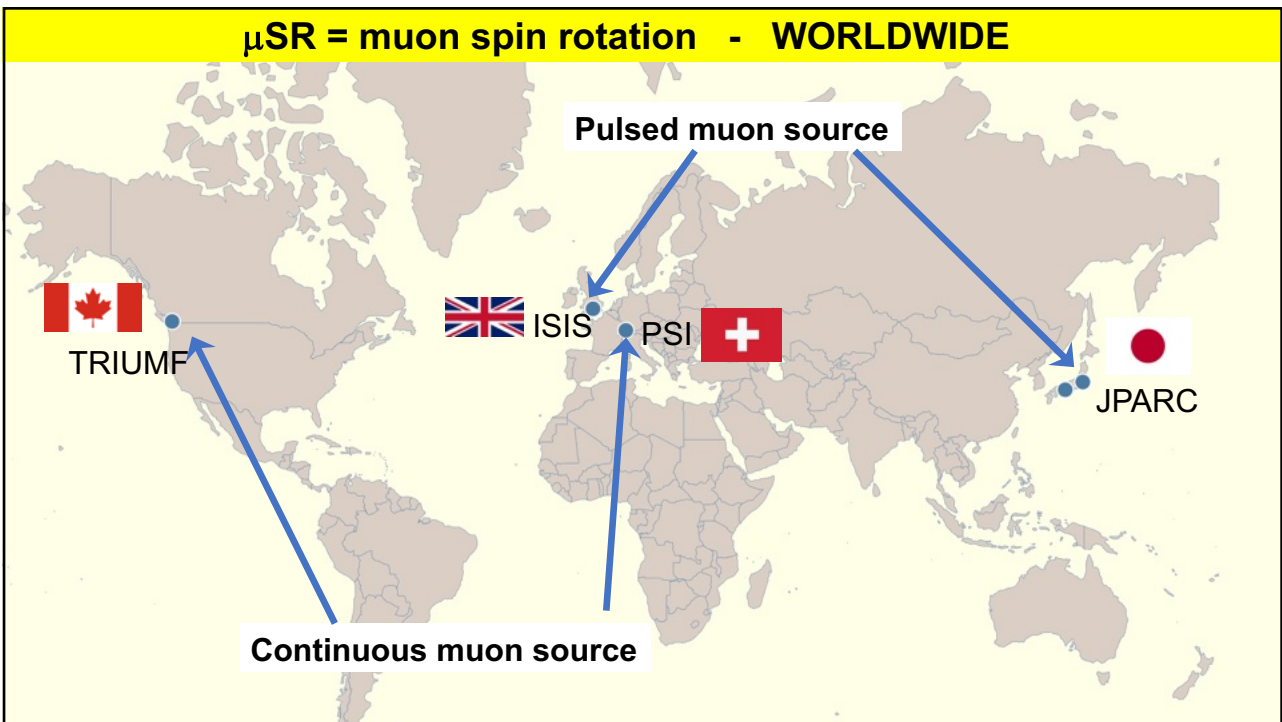 μSR = muon spin rotation - WORLDWIDE
Pulsed muon source
ISIS
PSI
TRIUMF
JPARC
Continuous muon source